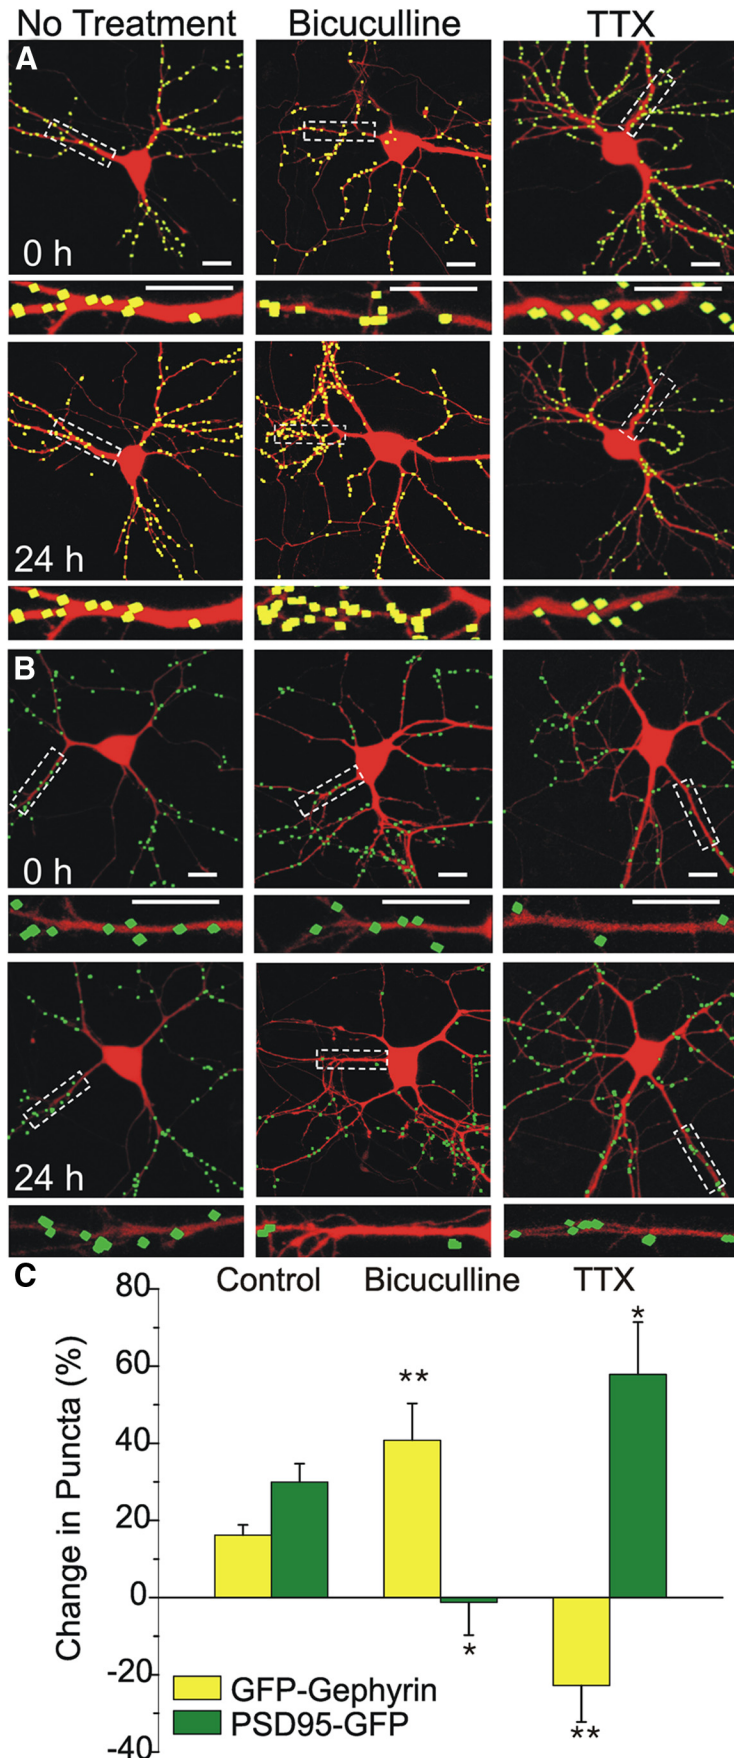 No Treatment Bicuculline TTX
A
0 h
24 h
B
0 h
24 h
C
Control Bicuculline TTX
80
60
40
20
0
-20
-40
Change in Puncta (%)
**
*
*
**
GFP-Gephyrin
PSD95-GFP